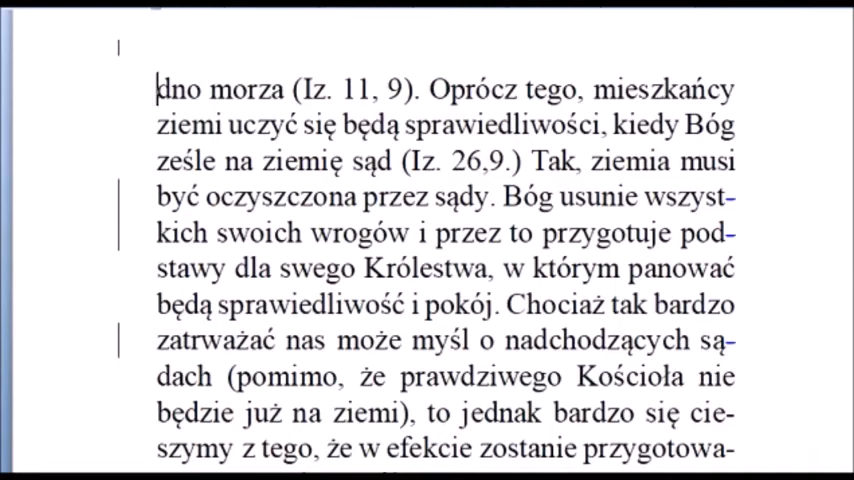 dno morza (Iz. 11, 9). Oprócz tego, mieszkańcy
ziemi uczyć się będą sprawiedliwości, kiedy Bóg
ześle na ziemię sąd (Iz. 26,9.) Tak, ziemia musi
być oczyszczona przez sądy. Bóg usunie wszyst-
kich swoich wrogów i przez to przygotuje pod-
stawy dla swego Królestwa, w którym panować
będą sprawiedliwość i pokój. Chociaż tak bardzo
zatrważać nas może myśl o nadchodzących są-
dach (pomimo, że prawdziwego Kościoła nie
będzie już na ziemi), to jednak bardzo się cie-
szymy z tego, że w efekcie zostanie przygotowa-